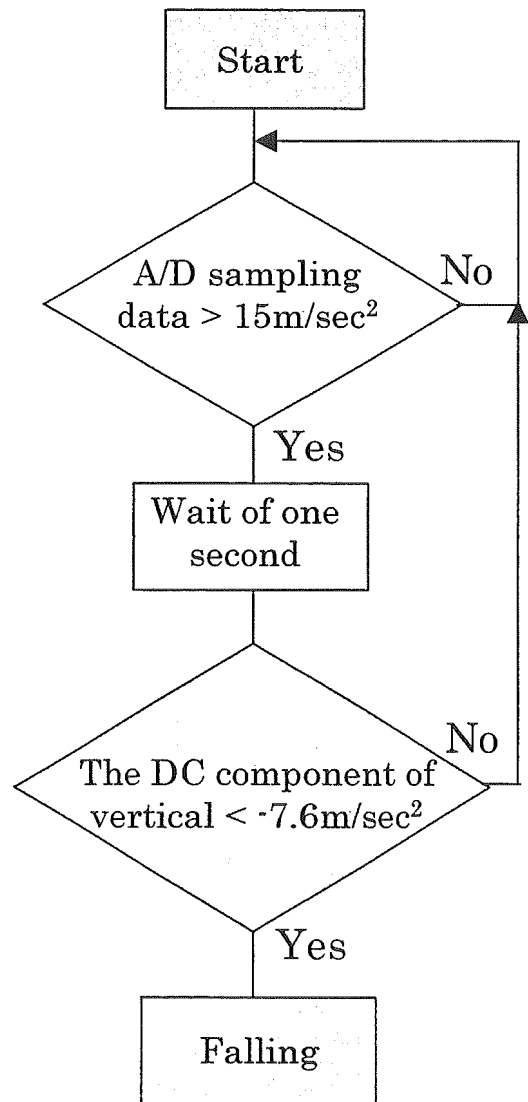 Start
A/D sampling
data > 15m/sec²
No
Yes
Wait of one
second
No
The DC component of
vertical < -7.6m/sec²
Yes
Falling